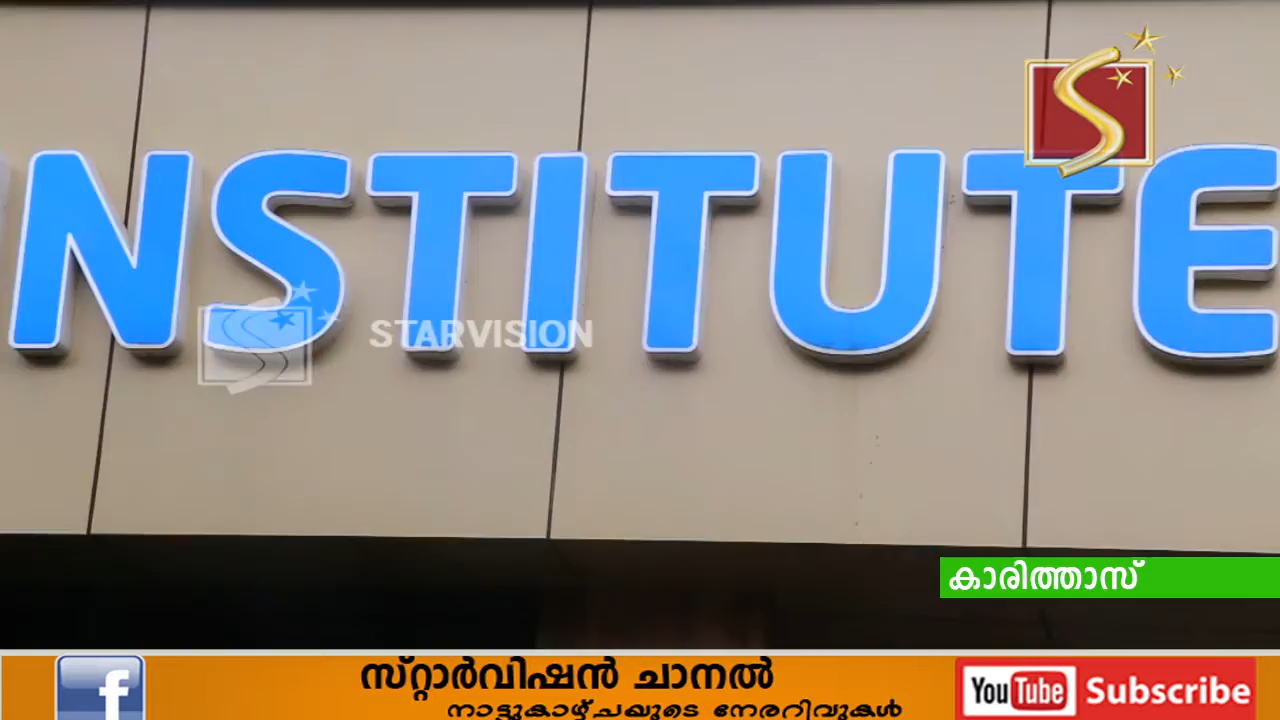 NSTITUTE
STARVISION
കാരിത്താസ്
സ്റ്റാർവിഷൻ ചാനൽ
നാട്ടുകാഴ്ചയുടെ നേരറിവുകൾ
YouTube Subscribe